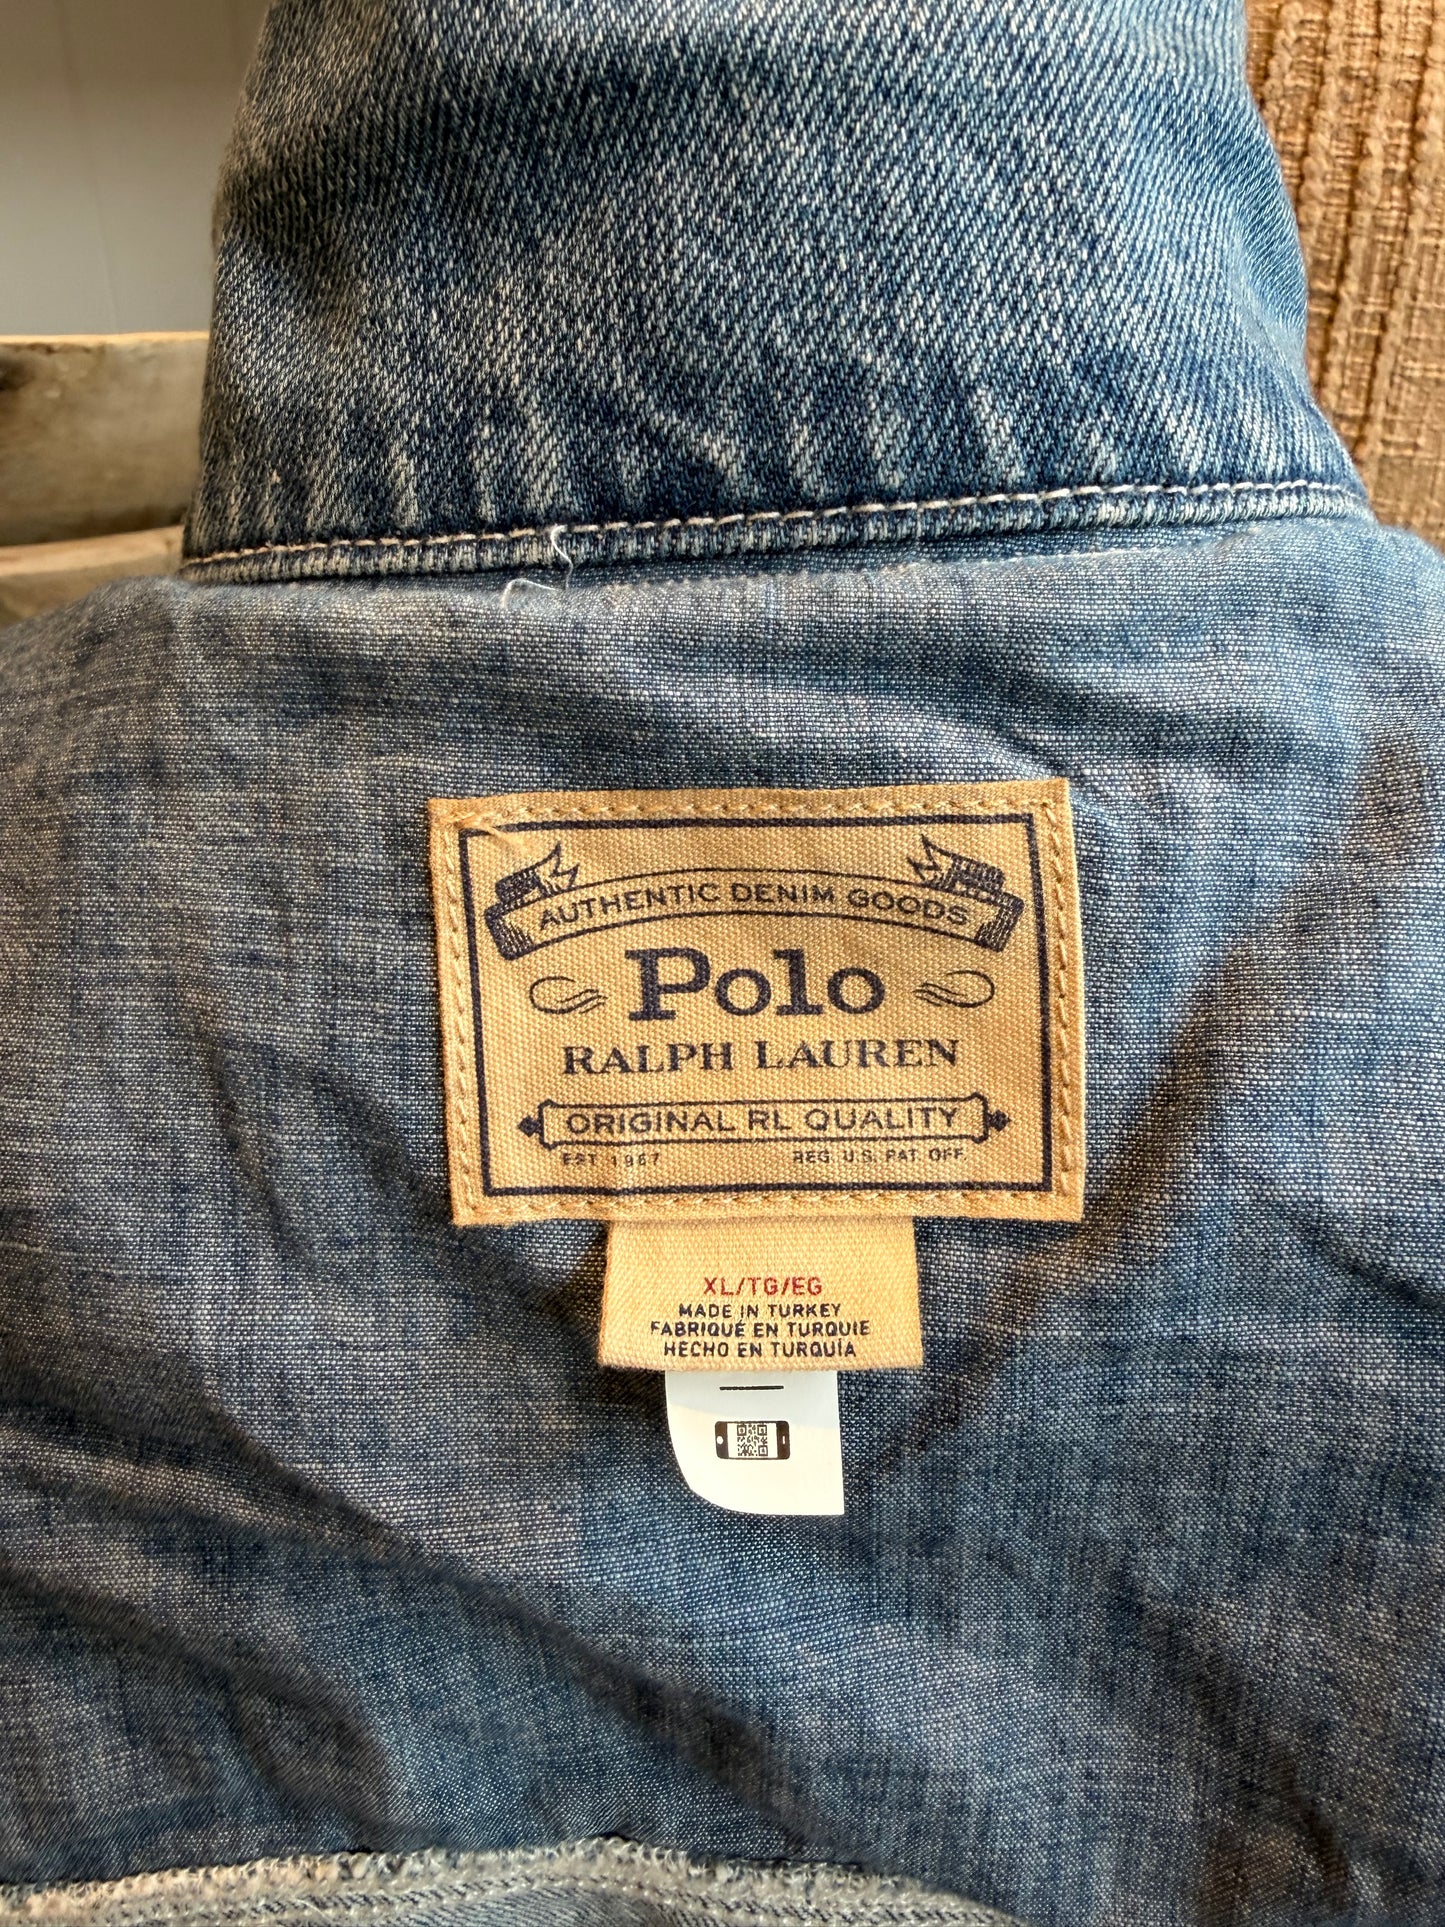 AUTHENTIC DENIM GOODS
Polo
RALPH LAUREN
ORIGINAL RL QUALITY
EST 1967 REG. U.S. PAT. OFF.
XL/TG/EG
MADE IN TURKEY
FABRIQUÉ EN TURQUIE
HECHO EN TURQUÍA